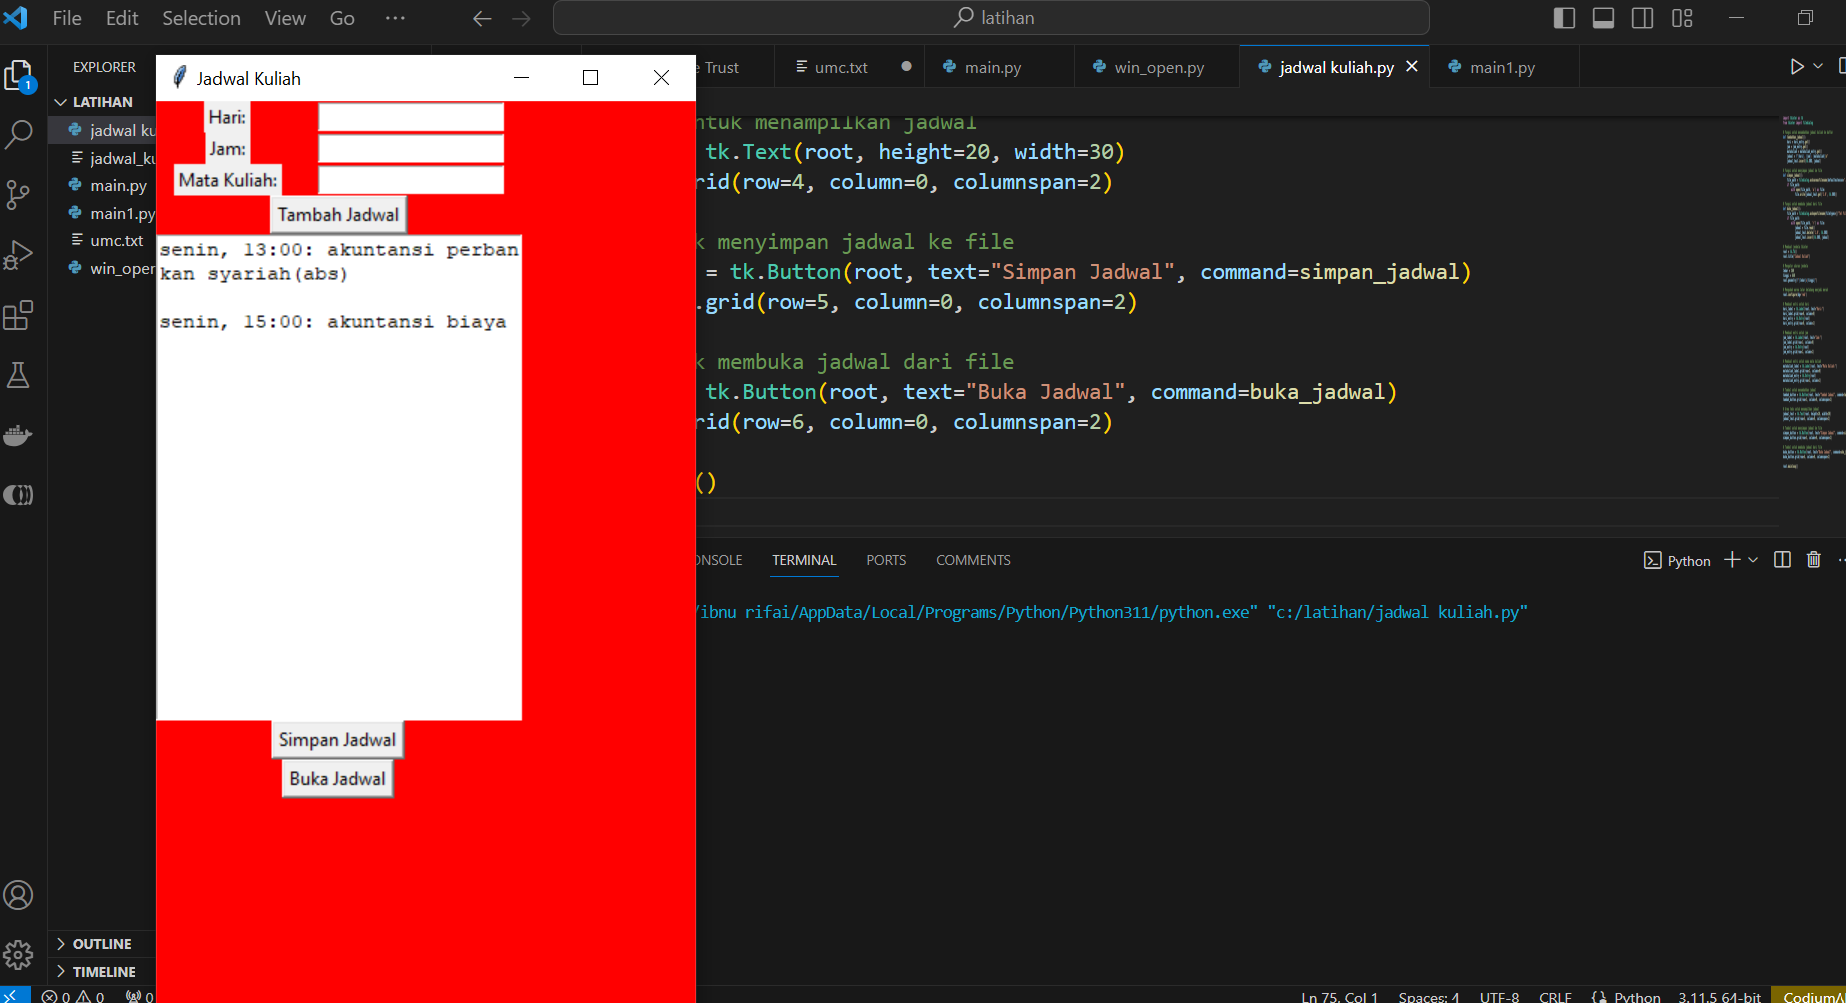 File Edit Selection View Go ··· latihan
EXPLORER
LATIHAN
jadwal ku
jadwal_ku
main.py
main1.py
umc.txt
win_open
OUTLINE
TIMELINE
Jadwal Kuliah
Hari:
Jam:
Mata Kuliah:
Tambah Jadwal
senin, 13:00: akuntansi perban
kan syariah(abs)
senin, 15:00: akuntansi biaya
Simpan Jadwal
Buka Jadwal
e Trust umc.txt main.py win_open.py jadwal kuliah.py main1.py
ntuk menampilkan jadwal
tk.Text(root, height=20, width=30)
rid(row=4, column=0, columnspan=2)
k menyimpan jadwal ke file
= tk.Button(root, text="Simpan Jadwal", command=simpan_jadwal)
.grid(row=5, column=0, columnspan=2)
k membuka jadwal dari file
tk.Button(root, text="Buka Jadwal", command=buka_jadwal)
rid(row=6, column=0, columnspan=2)
()
ONSOLE TERMINAL PORTS COMMENTS Python
/ibnu rifai/AppData/Local/Programs/Python/Python311/python.exe" "c:/latihan/jadwal kuliah.py"
0 0 0 Ln 75, Col 1 Spaces: 4 UTF-8 CRLF Python 3.11.5 64-bit Codium